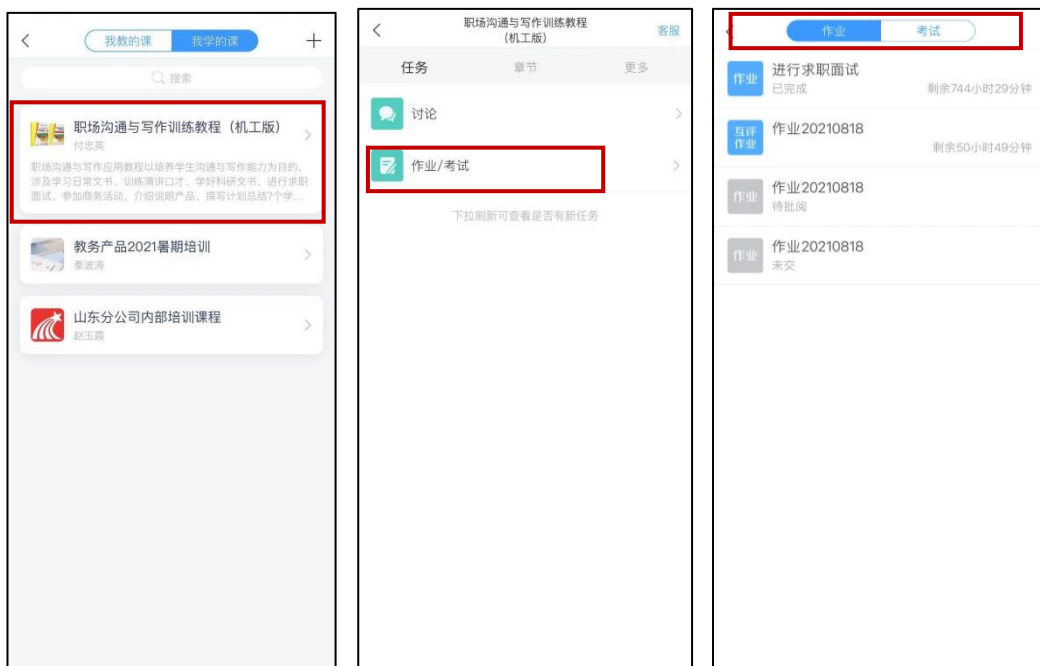 我教的课 我学的课
搜索
职场沟通与写作训练教程（机工版）
付忠英
职场沟通与写作应用教程以培养学生沟通与写作能力为目的，
涉及学习日常文书、训练演讲口才、学好科研文书、进行求职
面试、参加商务活动、介绍说明产品、撰写计划总结7个学...
教务产品2021暑期培训
秦波涛
山东分公司内部培训课程
赵玉霞
职场沟通与写作训练教程
（机工版）
客服
任务 章节 更多
讨论
作业/考试
下拉刷新可查看是否有新任务
作业 考试
作业 进行求职面试
已完成 剩余744小时29分钟
互评
作业 作业20210818
剩余50小时49分钟
作业 作业20210818
待批阅
作业 作业20210818
未交